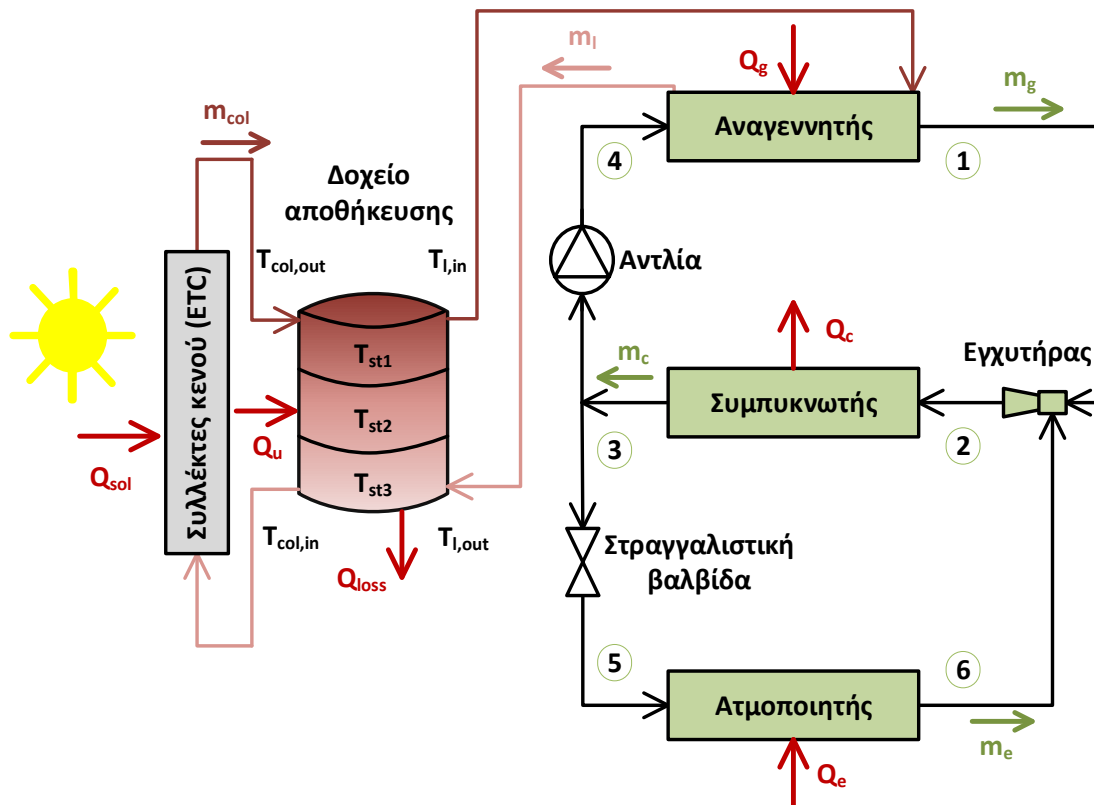 m_l
Q_g
m_g
Αναγεννητής
m_col
4
1
Δοχείο
αποθήκευσης
T_col,out
T_l,in
Αντλία
Συλλέκτες κενού (ETC)
Q_c
Εγχυτήρας
T_st1
m_c
Συμπυκνωτής
T_st2
Q_u
3
2
Q_sol
T_st3
T_col,in
T_l,out
Στραγγαλιστική
βαλβίδα
Q_loss
5
6
Ατμοποιητής
m_e
Q_e